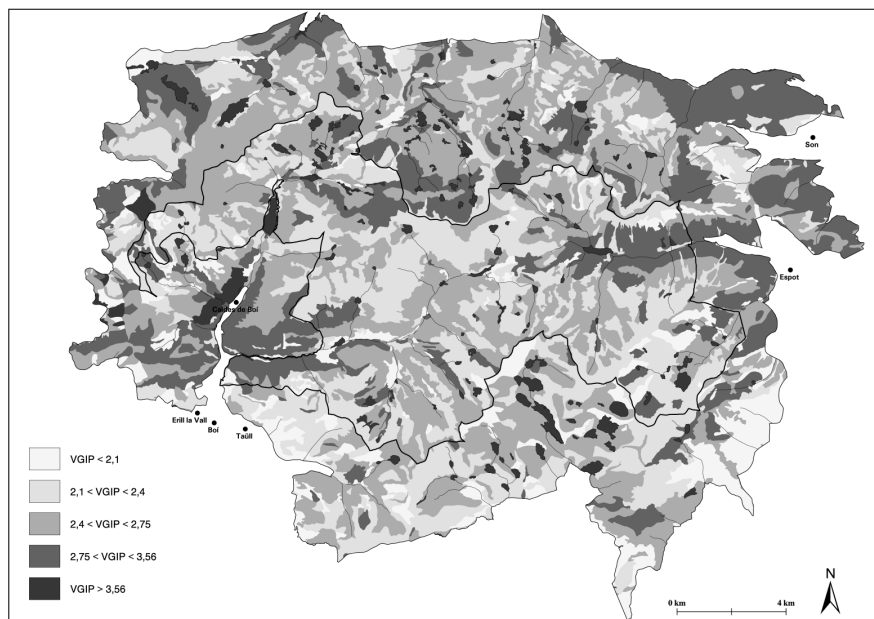 Son
Espot
Caldes de Boí
Erill la Vall
Boí
Taüll
VGIP < 2,1
2,1 < VGIP < 2,4
2,4 < VGIP < 2,75
2,75 < VGIP < 3,56
VGIP > 3,56
N
0 km
4 km